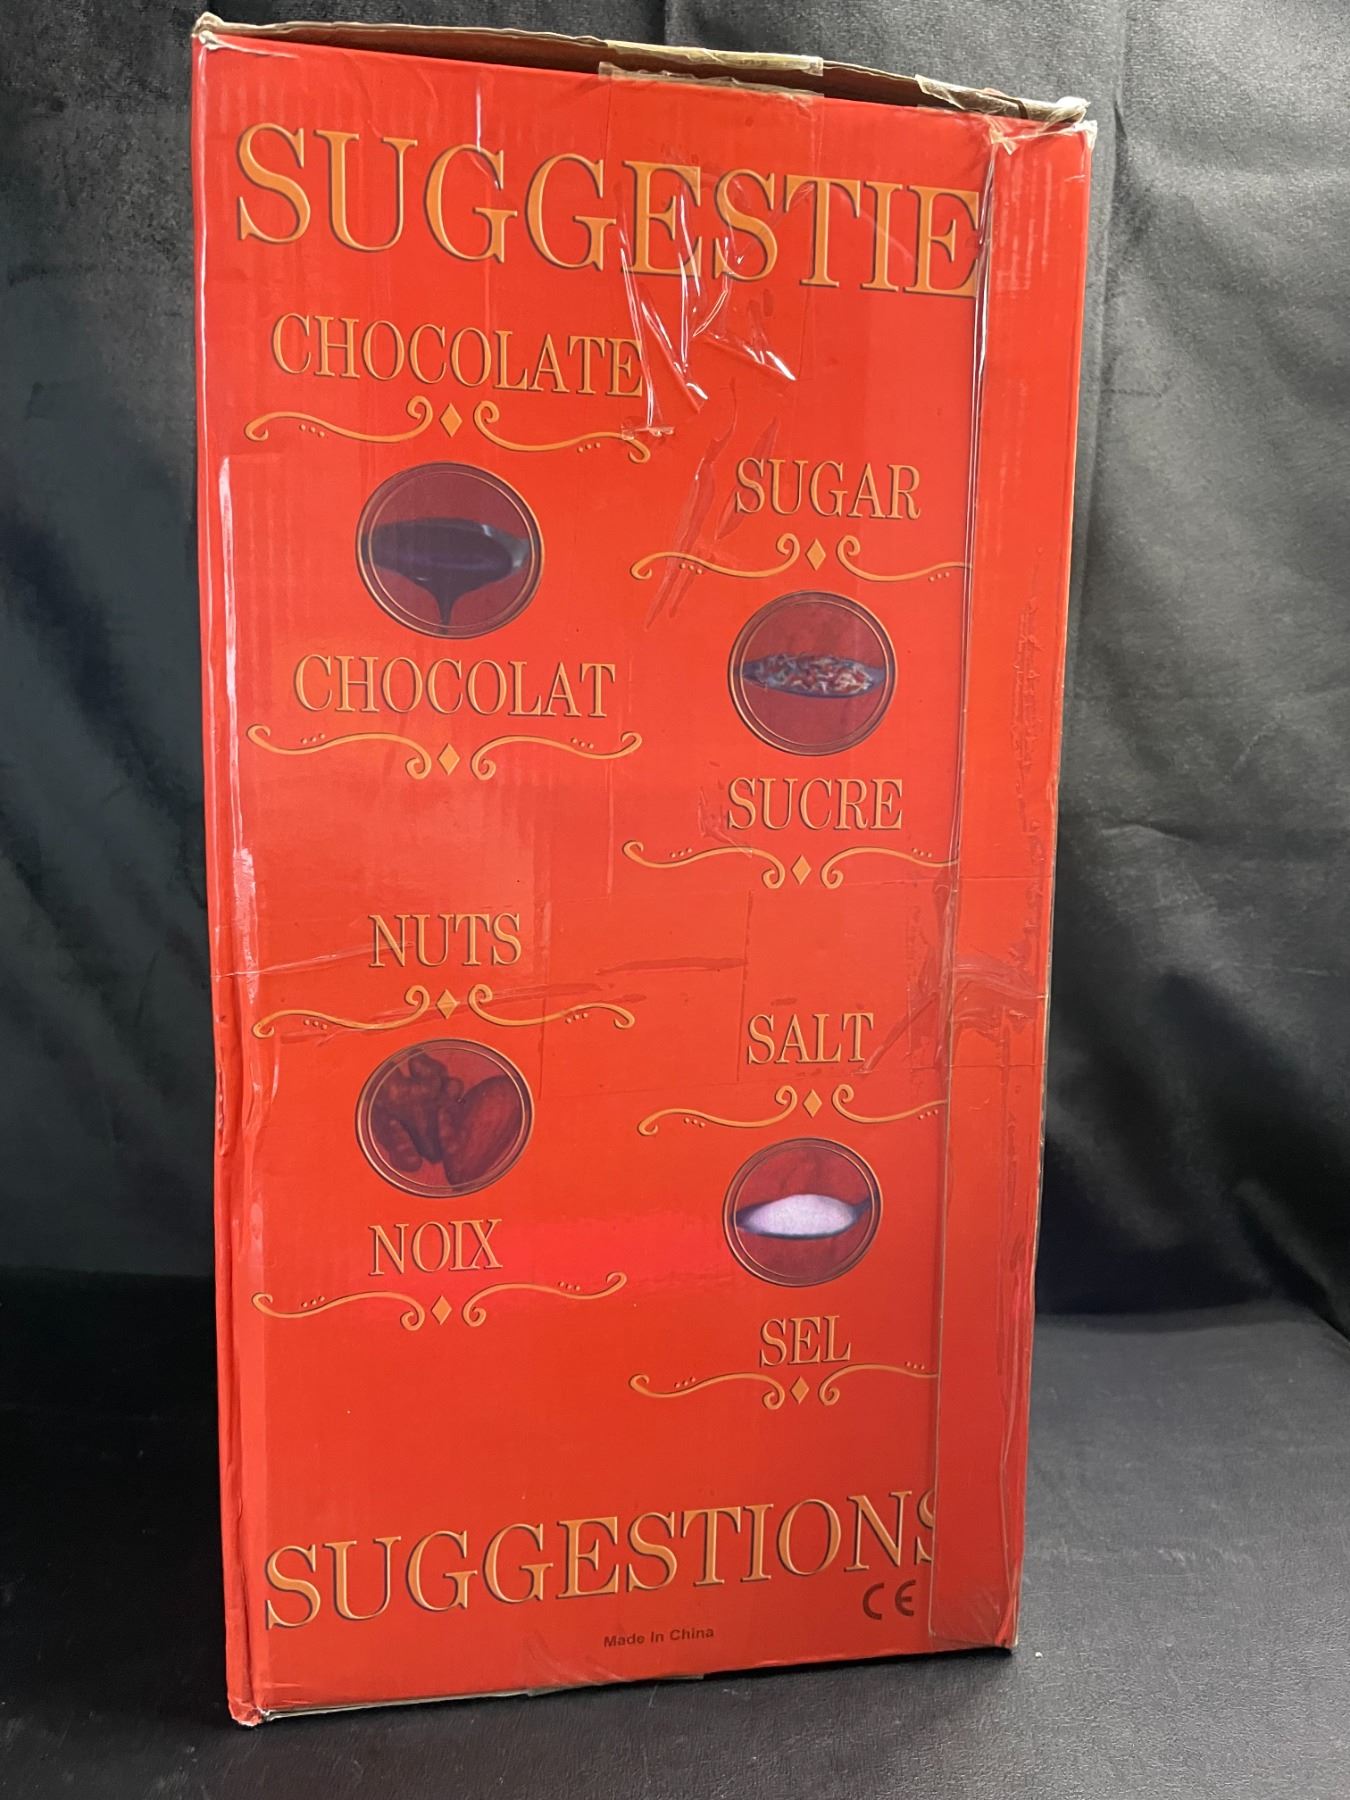 SUGGESTIE
CHOCOLATE
SUGAR
CHOCOLAT
SUCRE
NUTS
SALT
NOIX
SEL
SUGGESTIONS
CE
Made In China